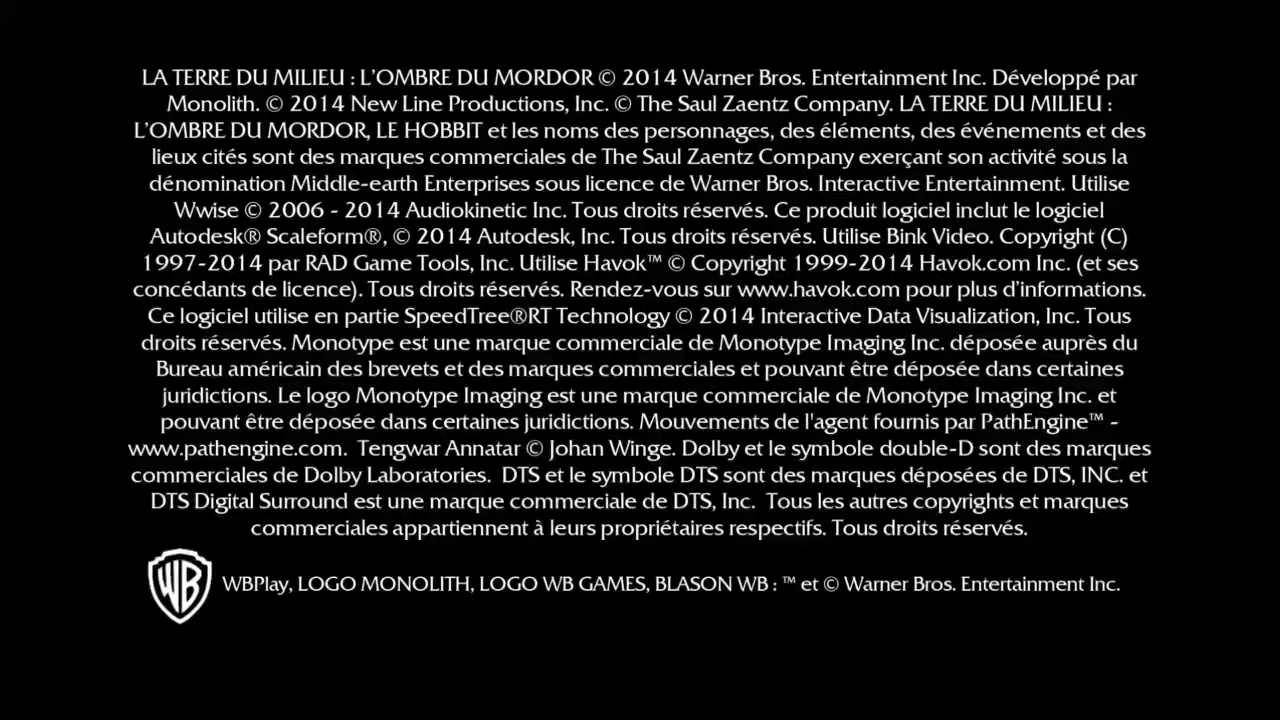 LA TERRE DU MILIEU : L'OMBRE DU MORDOR © 2014 Warner Bros. Entertainment Inc. Développé par
Monolith. © 2014 New Line Productions, Inc. © The Saul Zaentz Company. LA TERRE DU MILIEU :
L'OMBRE DU MORDOR, LE HOBBIT et les noms des personnages, des éléments, des événements et des
lieux cités sont des marques commerciales de The Saul Zaentz Company exerçant son activité sous la
dénomination Middle-earth Enterprises sous licence de Warner Bros. Interactive Entertainment. Utilise
Wwise © 2006 - 2014 Audiokinetic Inc. Tous droits réservés. Ce produit logiciel inclut le logiciel
Autodesk® Scaleform®, © 2014 Autodesk, Inc. Tous droits réservés. Utilise Bink Video. Copyright (C)
1997-2014 par RAD Game Tools, Inc. Utilise Havok™ © Copyright 1999-2014 Havok.com Inc. (et ses
concédants de licence). Tous droits réservés. Rendez-vous sur www.havok.com pour plus d'informations.
Ce logiciel utilise en partie SpeedTree®RT Technology © 2014 Interactive Data Visualization, Inc. Tous
droits réservés. Monotype est une marque commerciale de Monotype Imaging Inc. déposée auprès du
Bureau américain des brevets et des marques commerciales et pouvant être déposée dans certaines
juridictions. Le logo Monotype Imaging est une marque commerciale de Monotype Imaging Inc. et
pouvant être déposée dans certaines juridictions. Mouvements de l'agent fournis par PathEngine™ -
www.pathengine.com. Tengwar Annatar © Johan Winge. Dolby et le symbole double-D sont des marques
commerciales de Dolby Laboratories. DTS et le symbole DTS sont des marques déposées de DTS, INC. et
DTS Digital Surround est une marque commerciale de DTS, Inc. Tous les autres copyrights et marques
commerciales appartiennent à leurs propriétaires respectifs. Tous droits réservés.
WB WBPlay, LOGO MONOLITH, LOGO WB GAMES, BLASON WB : ™ et © Warner Bros. Entertainment Inc.